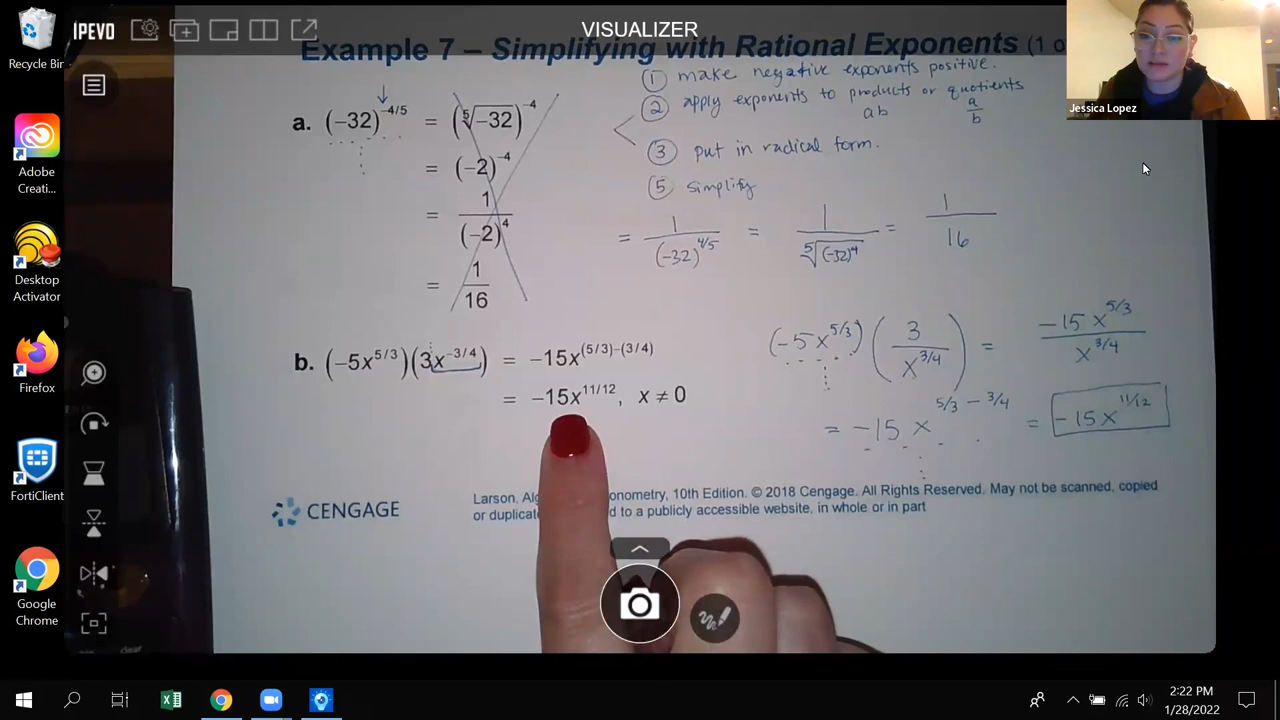 VISUALIZER
IPEVO
Recycle Bin
Adobe
Creati...
Desktop
Activator
Firefox
FortiClient
Google
Chrome
Jessica Lopez
Example 7 – Simplifying with Rational Exponents (1 o
① make negative exponents positive.
② apply exponents to products or quotients
ab a/b
③ put in radical form.
⑤ simplify
a. (−32)^−4/5 = (⁵√−32)^−4
= (−2)^−4
= 1/(−2)^4
= 1/16
= 1/(-32)^4/5 = 1/⁵√(-32)^4 = 1/16
b. (−5x^5/3)(3x^−3/4) = −15x^(5/3)−(3/4)
= −15x^11/12, x ≠ 0
(-5x^5/3)(3/x^3/4) = -15x^5/3/x^3/4
= -15x^5/3 - 3/4 = -15x^11/12
CENGAGE
Larson, Al onometry, 10th Edition. © 2018 Cengage. All Rights Reserved. May not be scanned, copied
or duplicat d to a publicly accessible website, in whole or in part
2:22 PM
1/28/2022